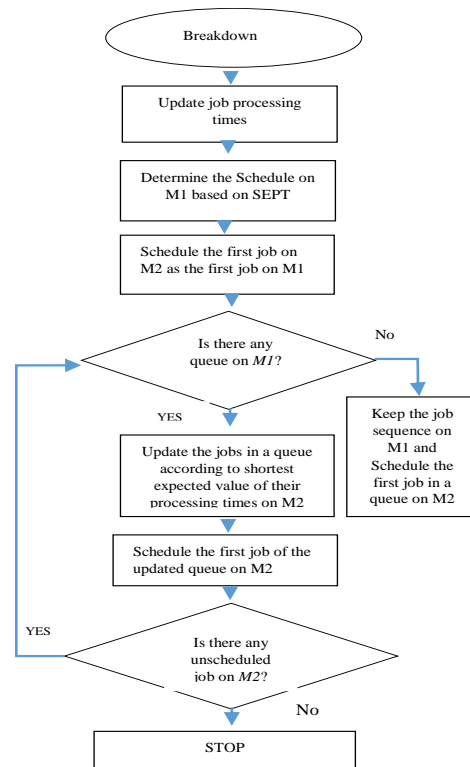 Breakdown
Update job processing
times
Determine the Schedule on
M1 based on SEPT
Schedule the first job on
M2 as the first job on M1
Is there any
queue on M1?
No
YES
Keep the job
sequence on
M1 and
Schedule the
first job in a
queue on M2
Update the jobs in a queue
according to shortest
expected value of their
processing times on M2
Schedule the first job of the
updated queue on M2
YES
Is there any
unscheduled
job on M2?
No
STOP